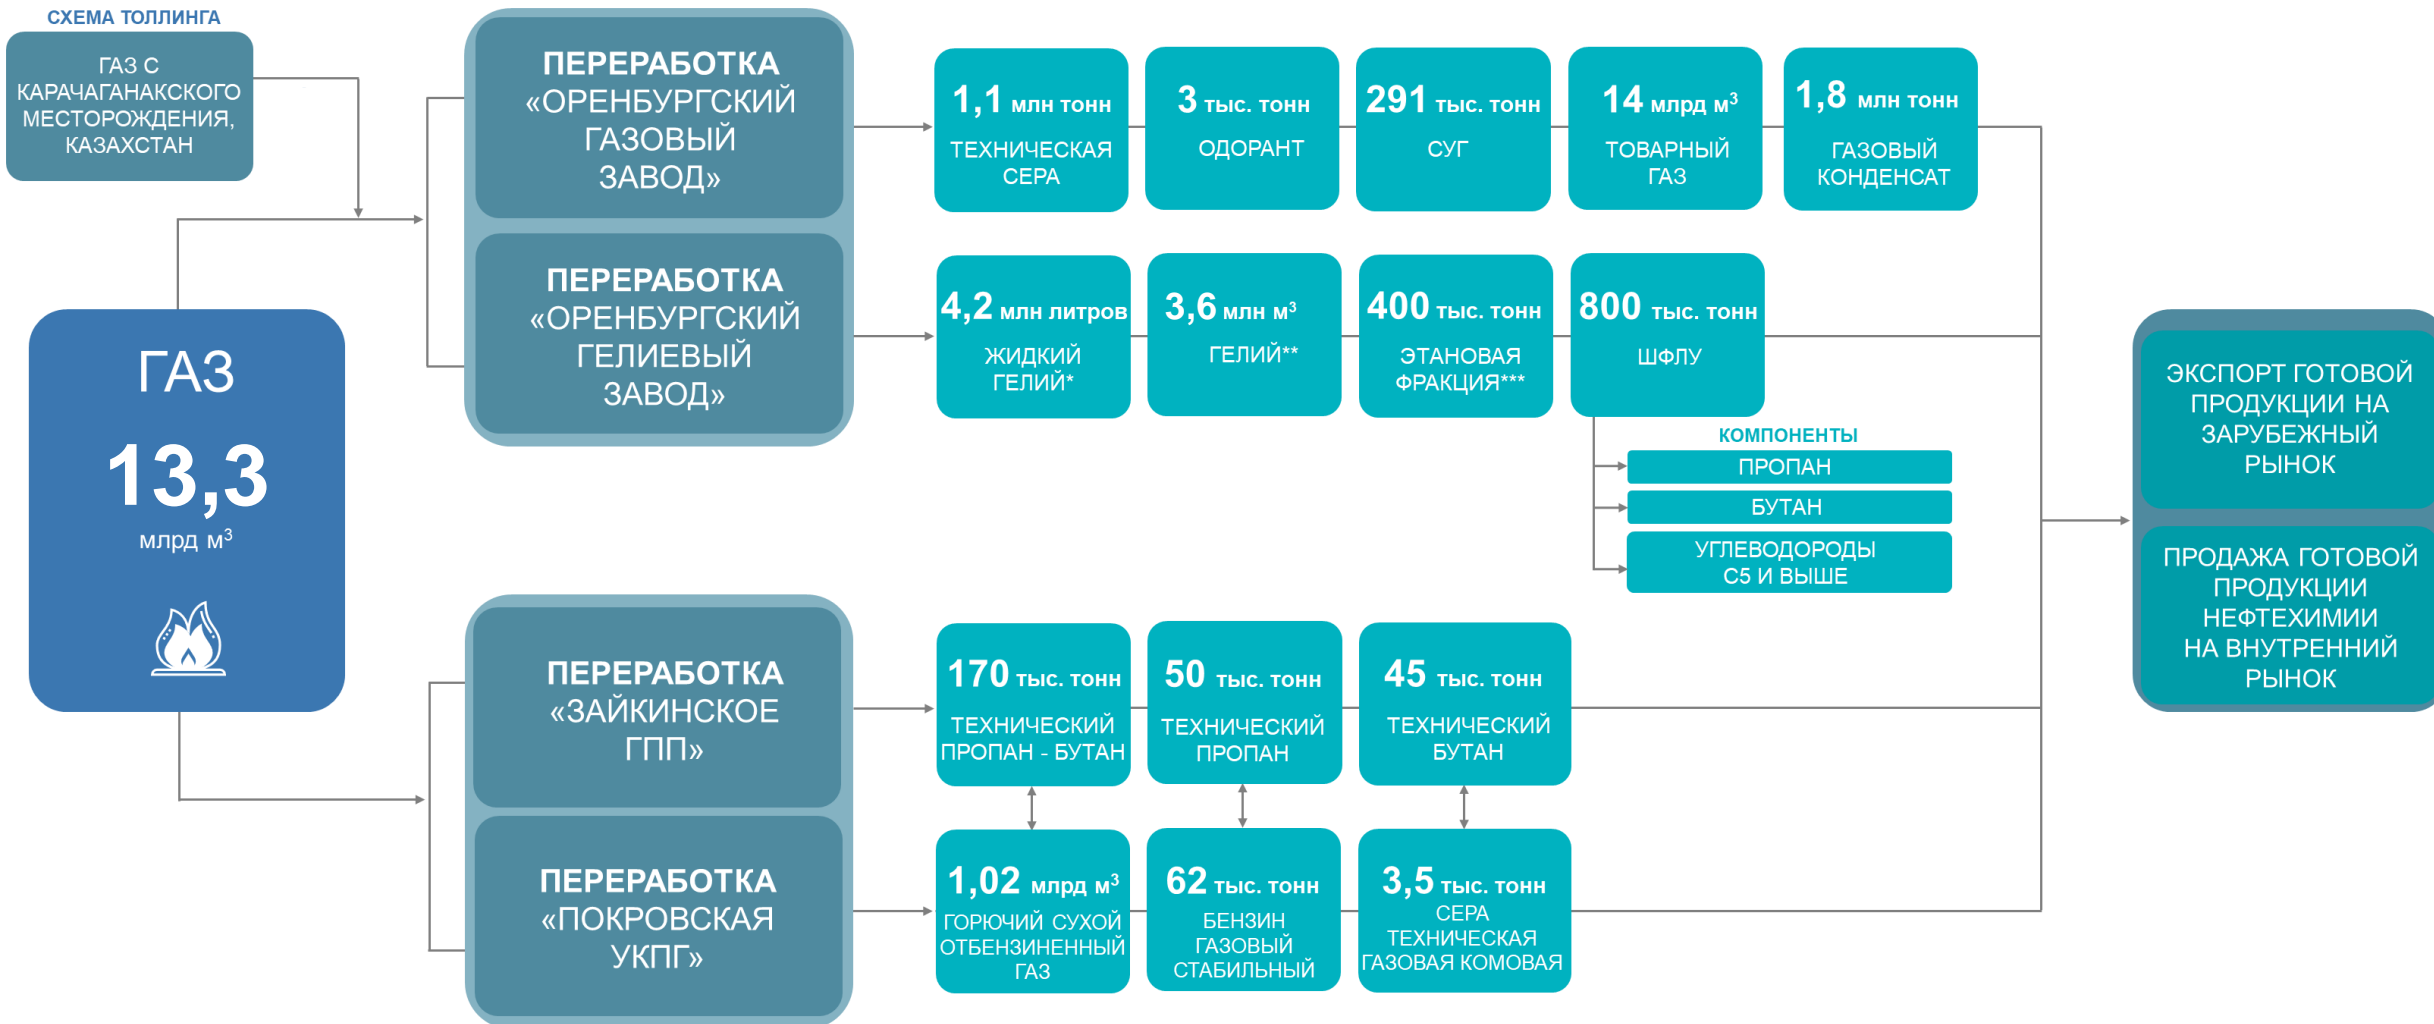 СХЕМА ТОЛЛИНГА
ГАЗ С
КАРАЧАГАНАКСКОГО
МЕСТОРОЖДЕНИЯ,
КАЗАХСТАН
ГАЗ
13,3
млрд м³
ПЕРЕРАБОТКА
«ОРЕНБУРГСКИЙ
ГАЗОВЫЙ
ЗАВОД»
ПЕРЕРАБОТКА
«ОРЕНБУРГСКИЙ
ГЕЛИЕВЫЙ
ЗАВОД»
ПЕРЕРАБОТКА
«ЗАЙКИНСКОЕ
ГПП»
ПЕРЕРАБОТКА
«ПОКРОВСКАЯ
УКПГ»
1,1 млн тонн
ТЕХНИЧЕСКАЯ
СЕРА
3 тыс. тонн
ОДОРАНТ
291 тыс. тонн
СУГ
14 млрд м³
ТОВАРНЫЙ
ГАЗ
1,8 млн тонн
ГАЗОВЫЙ
КОНДЕНСАТ
4,2 млн литров
ЖИДКИЙ
ГЕЛИЙ*
3,6 млн м³
ГЕЛИЙ**
400 тыс. тонн
ЭТАНОВАЯ
ФРАКЦИЯ***
800 тыс. тонн
ШФЛУ
КОМПОНЕНТЫ
ПРОПАН
БУТАН
УГЛЕВОДОРОДЫ
С5 И ВЫШЕ
170 тыс. тонн
ТЕХНИЧЕСКИЙ
ПРОПАН - БУТАН
50 тыс. тонн
ТЕХНИЧЕСКИЙ
ПРОПАН
45 тыс. тонн
ТЕХНИЧЕСКИЙ
БУТАН
1,02 млрд м³
ГОРЮЧИЙ СУХОЙ
ОТБЕНЗИНЕННЫЙ
ГАЗ
62 тыс. тонн
БЕНЗИН
ГАЗОВЫЙ
СТАБИЛЬНЫЙ
3,5 тыс. тонн
СЕРА
ТЕХНИЧЕСКАЯ
ГАЗОВАЯ КОМОВАЯ
ЭКСПОРТ ГОТОВОЙ
ПРОДУКЦИИ НА
ЗАРУБЕЖНЫЙ
РЫНОК
ПРОДАЖА ГОТОВОЙ
ПРОДУКЦИИ
НЕФТЕХИМИИ
НА ВНУТРЕННИЙ
РЫНОК